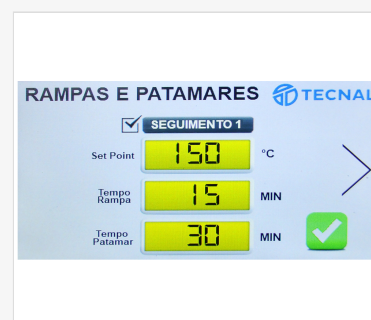 RAMPAS E PATAMARES
TECNAL
SEGUIMENTO 1
Set Point 150 °C
Tempo
Rampa 15 MIN
Tempo
Patamar 30 MIN